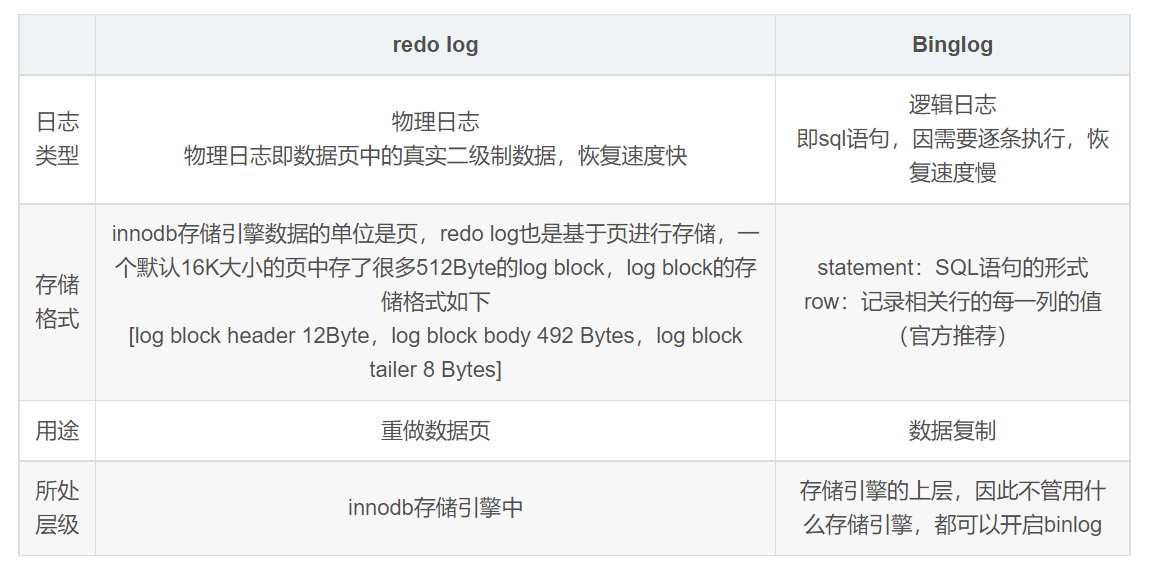 redo log
Binglog
日志
类型
物理日志
物理日志即数据页中的真实二级制数据，恢复速度快
逻辑日志
即sql语句，因需要逐条执行，恢
复速度慢
存储
格式
innodb存储引擎数据的单位是页，redo log也是基于页进行存储，一
个默认16K大小的页中存了很多512Byte的log block，log block的存
储格式如下
[log block header 12Byte，log block body 492 Bytes，log block
tailer 8 Bytes]
statement：SQL语句的形式
row：记录相关行的每一列的值
（官方推荐）
用途
重做数据页
数据复制
所处
层级
innodb存储引擎中
存储引擎的上层，因此不管用什
么存储引擎，都可以开启binlog